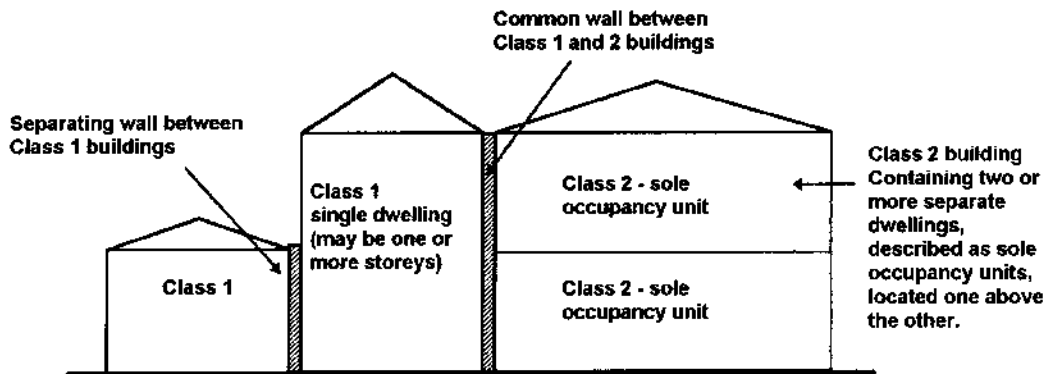 Common wall between
Class 1 and 2 buildings
Separating wall between
Class 1 buildings
Class 1
Class 1
single dwelling
(may be one or
more storeys)
Class 2 - sole
occupancy unit
Class 2 - sole
occupancy unit
Class 2 building
Containing two or
more separate
dwellings,
described as sole
occupancy units,
located one above
the other.